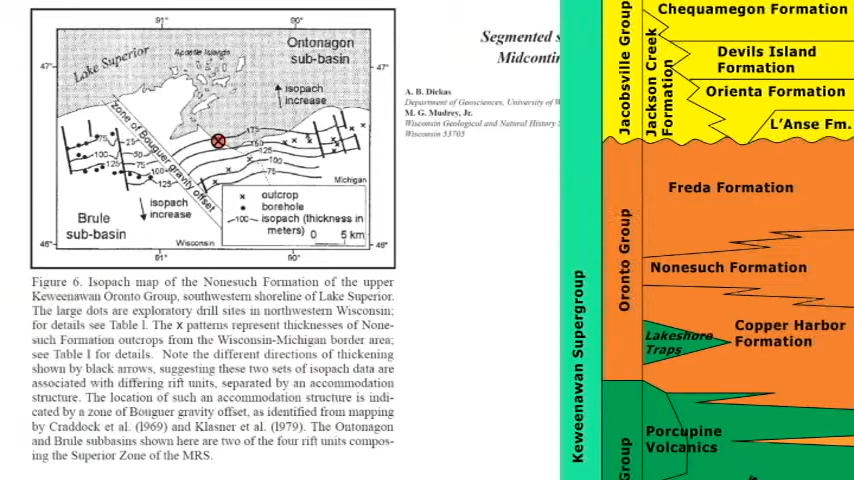 91°
90°
47°
47°
Lake Superior
Apostle Islands
Ontonagon
sub-basin
isopach
increase
Zone of Bouguer gravity offset
175
150
125
100
75
75
25
50
100
75
125
100
125
Michigan
isopach
increase
outcrop
borehole
100 isopach (thickness in
meters)
0 5 km
Brule
sub-basin
Wisconsin
46°
46°
91°
90°
Figure 6. Isopach map of the Nonesuch Formation of the upper
Keweenawan Oronto Group, southwestern shoreline of Lake Superior.
The large dots are exploratory drill sites in northwestern Wisconsin;
for details see Table 1. The x patterns represent thicknesses of None-
such Formation outcrops from the Wisconsin-Michigan border area;
see Table 1 for details. Note the different directions of thickening
shown by black arrows, suggesting these two sets of isopach data are
associated with differing rift units, separated by an accommodation
structure. The location of such an accommodation structure is indi-
cated by a zone of Bouguer gravity offset, as identified from mapping
by Craddock et al. (1969) and Klasner et al. (1979). The Ontonagon
and Brule subbasins shown here are two of the four rift units compos-
ing the Superior Zone of the MRS.
Segmented s
Midcontin
A. B. Dickas
Department of Geosciences, University of W
M. G. Mudrey, Jr.
Wisconsin Geological and Natural History S
Wisconsin 53705
Keweenawan Supergroup
Jacobsville Group
Jackson Creek
Formation
Chequamegon Formation
Devils Island
Formation
Orienta Formation
L'Anse Fm.
Oronto Group
Freda Formation
Nonesuch Formation
Copper Harbor
Formation
Lakeshore
Traps
Group
Porcupine
Volcanics